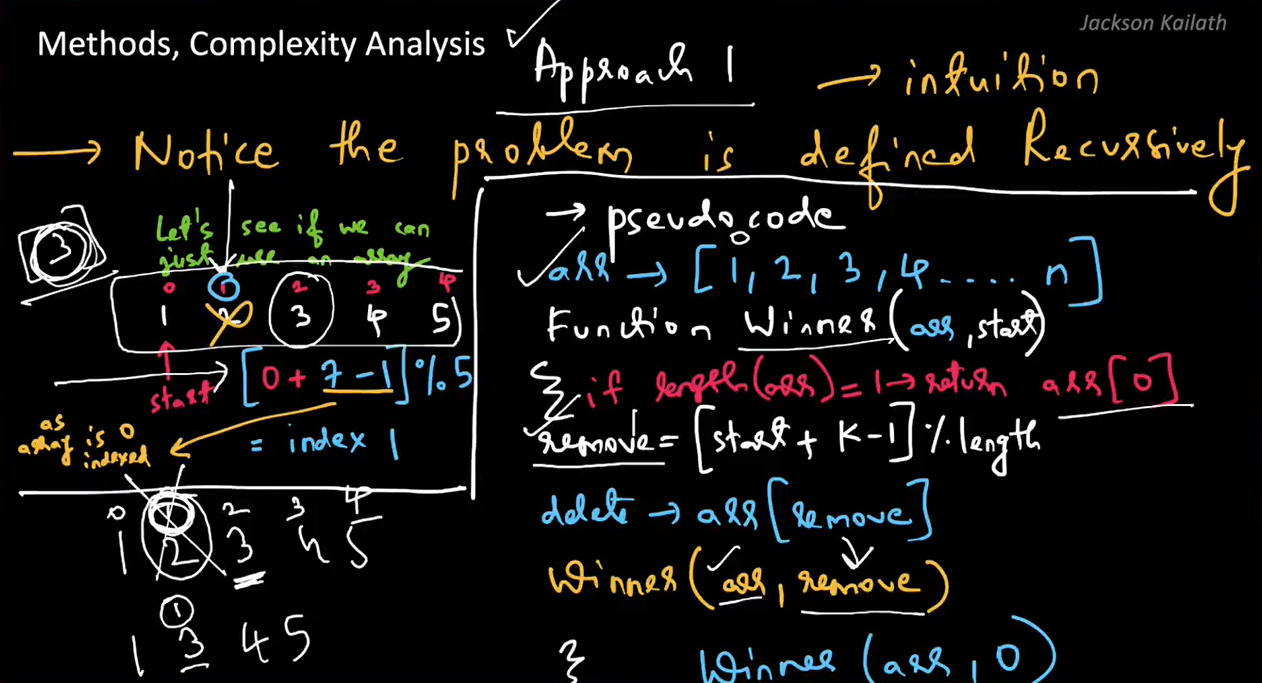 Jackson Kailath
Methods, Complexity Analysis
Approach 1
→ intuition
→ Notice the problem is defined Recursively
3
Let's see if we can
just use an array
0 1 2 3 4
1 2 3 4 5
start
[0 + 7 - 1] % 5
= index 1
as
array is 0
indexed
0 1 2 3 4
1 2 3 4 5
1
1 3 4 5
→ pseudo code
arr → [1, 2, 3, 4 .... n]
Function Winner (arr, start)
{ if length(arr) = 1 → return arr[0]
remove = [start + K - 1] % length
delete → arr[remove]
Winner (arr, remove)
} Winner (arr, 0)